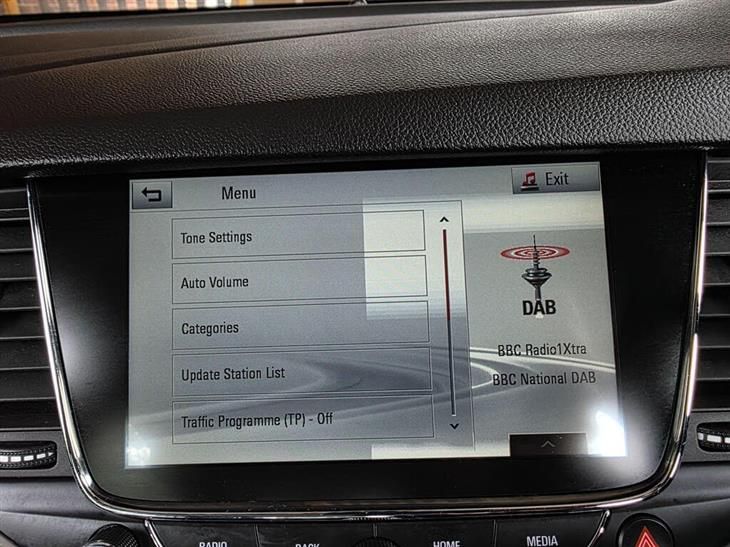 Menu
Exit
Tone Settings
Auto Volume
Categories
Update Station List
Traffic Programme (TP) - Off
DAB
BBC Radio1Xtra
BBC National DAB
RADIO
BACK
HOME
MEDIA